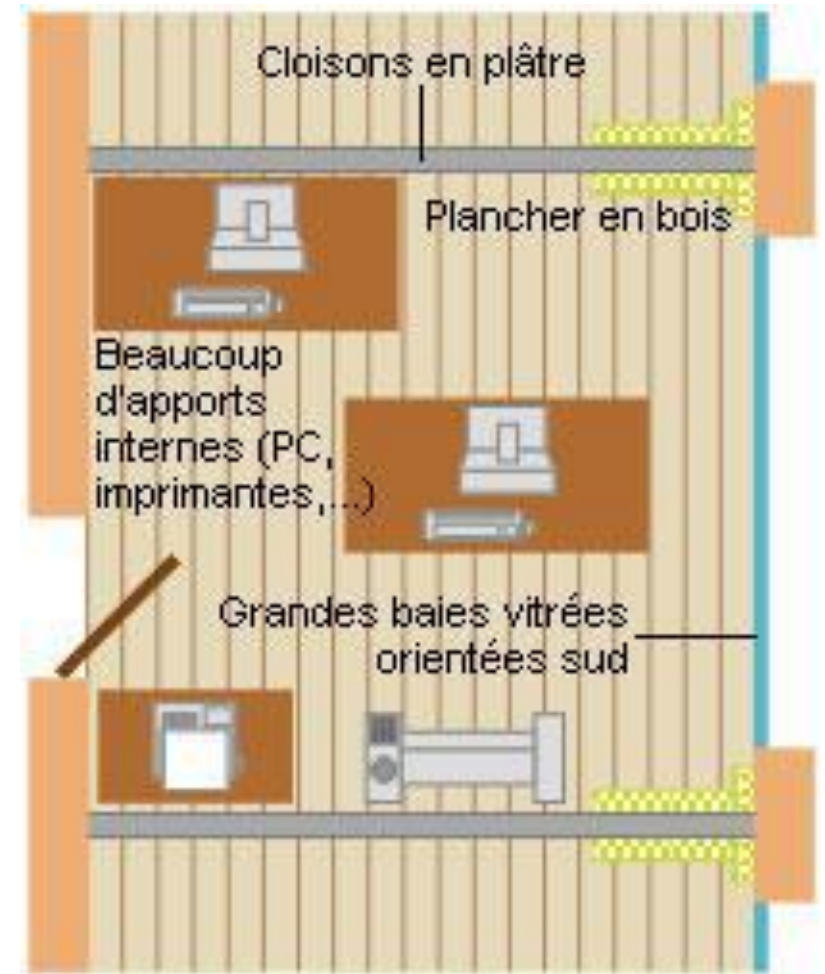 Cloisons en plâtre
Plancher en bois
Beaucoup
d'apports
internes (PC,
imprimantes,...)
Grandes baies vitrées
orientées sud